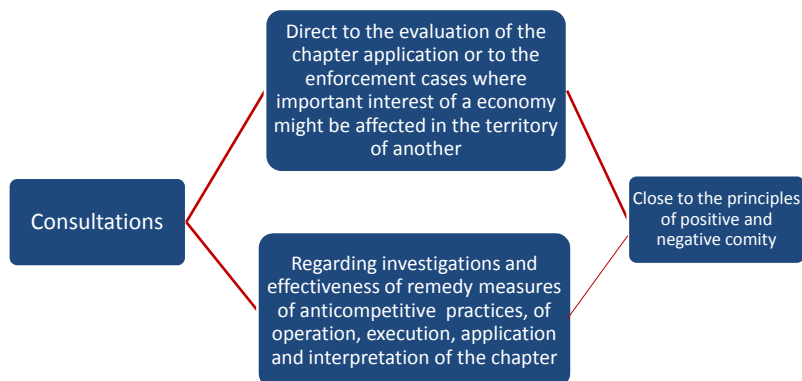 Direct to the evaluation of the
chapter application or to the
enforcement cases where
important interest of a economy
might be affected in the territory
of another
Consultations
Close to the principles
of positive and
negative comity
Regarding investigations and
effectiveness of remedy measures
of anticompetitive practices, of
operation, execution, application
and interpretation of the chapter